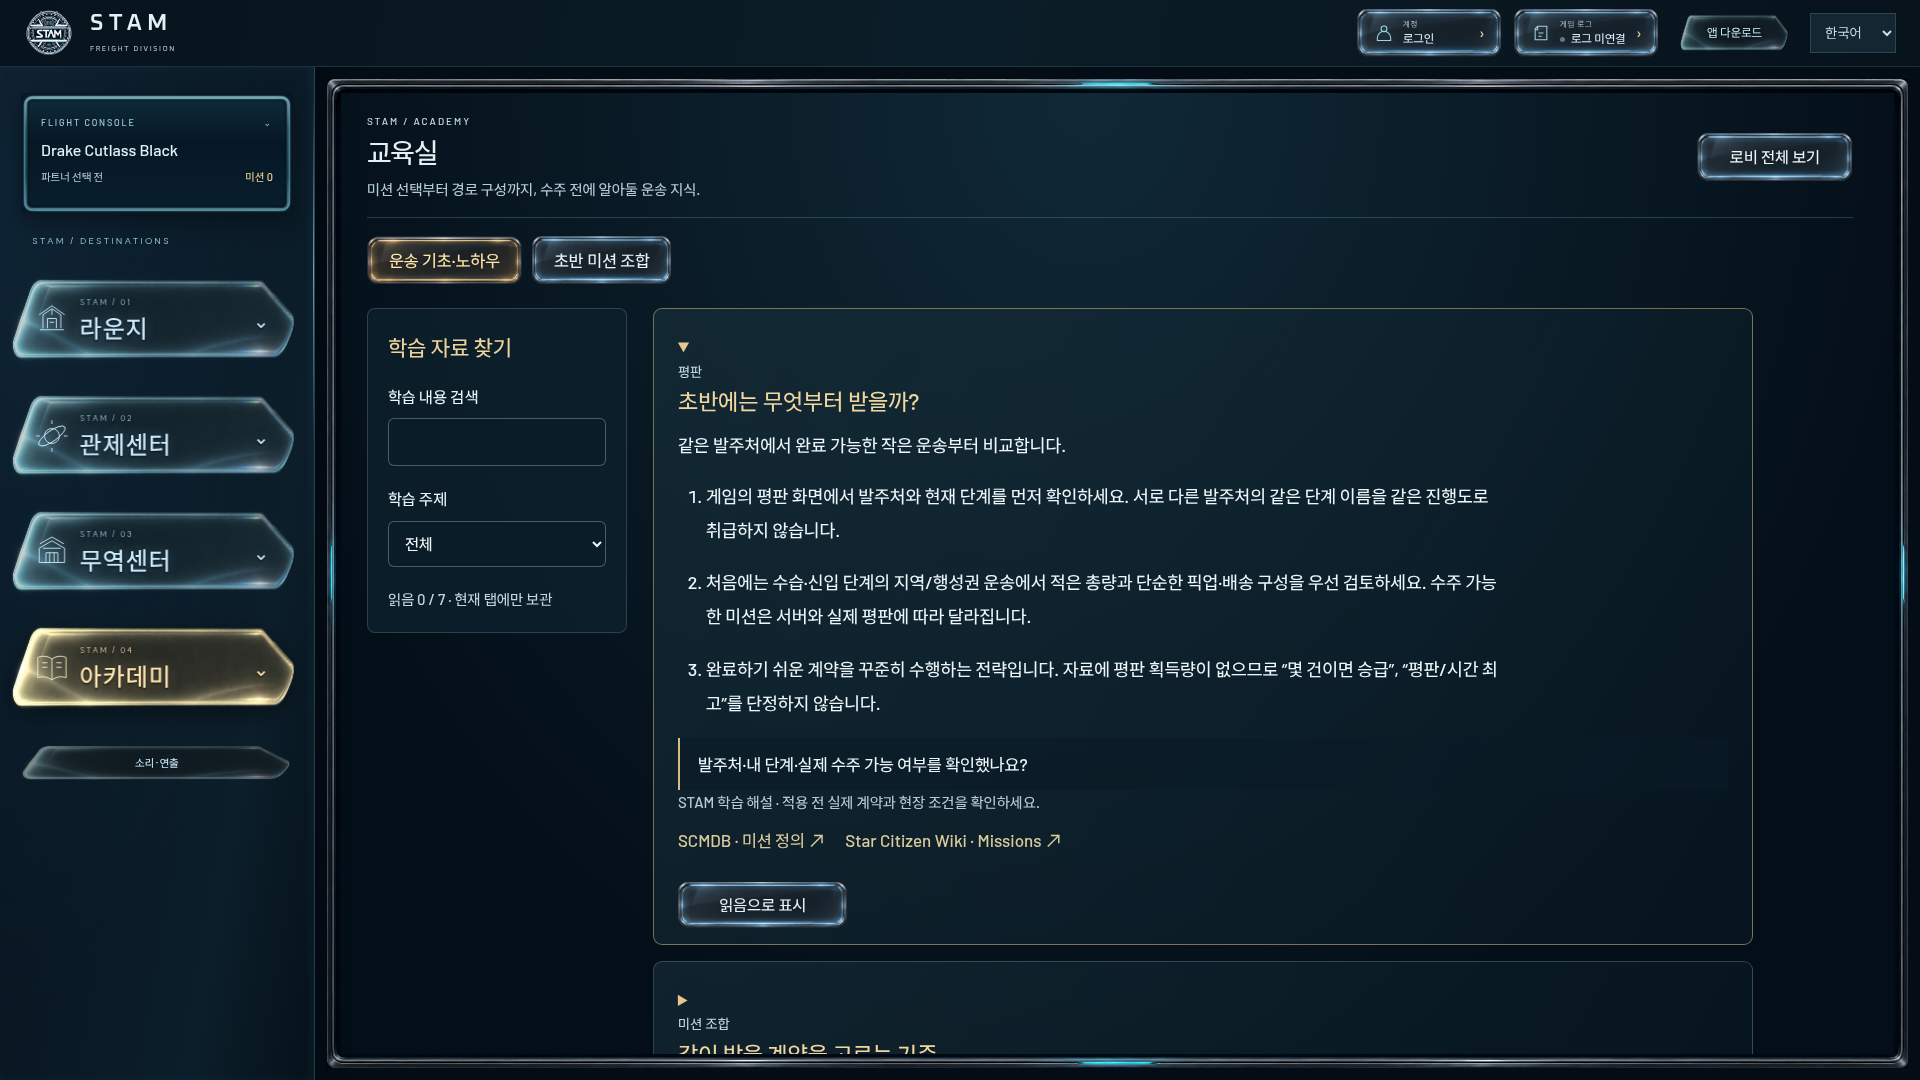 STAM
STAM
FREIGHT DIVISION
계정
로그인
게임 로그
로그 미연결
앱 다운로드
한국어
FLIGHT CONSOLE
Drake Cutlass Black
파트너 선택 전
미션 0
STAM / DESTINATIONS
STAM / 01
라운지
STAM / 02
관제센터
STAM / 03
무역센터
STAM / 04
아카데미
소리·연출
STAM / ACADEMY
교육실
미션 선택부터 경로 구성까지, 수주 전에 알아둘 운송 지식.
로비 전체 보기
운송 기초·노하우
초반 미션 조합
학습 자료 찾기
학습 내용 검색
학습 주제
전체
읽음 0 / 7 · 현재 탭에만 보관
평판
초반에는 무엇부터 받을까?
같은 발주처에서 완료 가능한 작은 운송부터 비교합니다.
1. 게임의 평판 화면에서 발주처와 현재 단계를 먼저 확인하세요. 서로 다른 발주처의 같은 단계 이름을 같은 진행도로
취급하지 않습니다.
2. 처음에는 수습·신입 단계의 지역/행성권 운송에서 적은 총량과 단순한 픽업·배송 구성을 우선 검토하세요. 수주 가능
한 미션은 서버와 실제 평판에 따라 달라집니다.
3. 완료하기 쉬운 계약을 꾸준히 수행하는 전략입니다. 자료에 평판 획득량이 없으므로 “몇 건이면 승급”, “평판/시간 최
고”를 단정하지 않습니다.
발주처·내 단계·실제 수주 가능 여부를 확인했나요?
STAM 학습 해설 · 적용 전 실제 계약과 현장 조건을 확인하세요.
SCMDB · 미션 정의 ↗
Star Citizen Wiki · Missions ↗
읽음으로 표시
미션 조합
같이 받을 계약을 고르는 기준